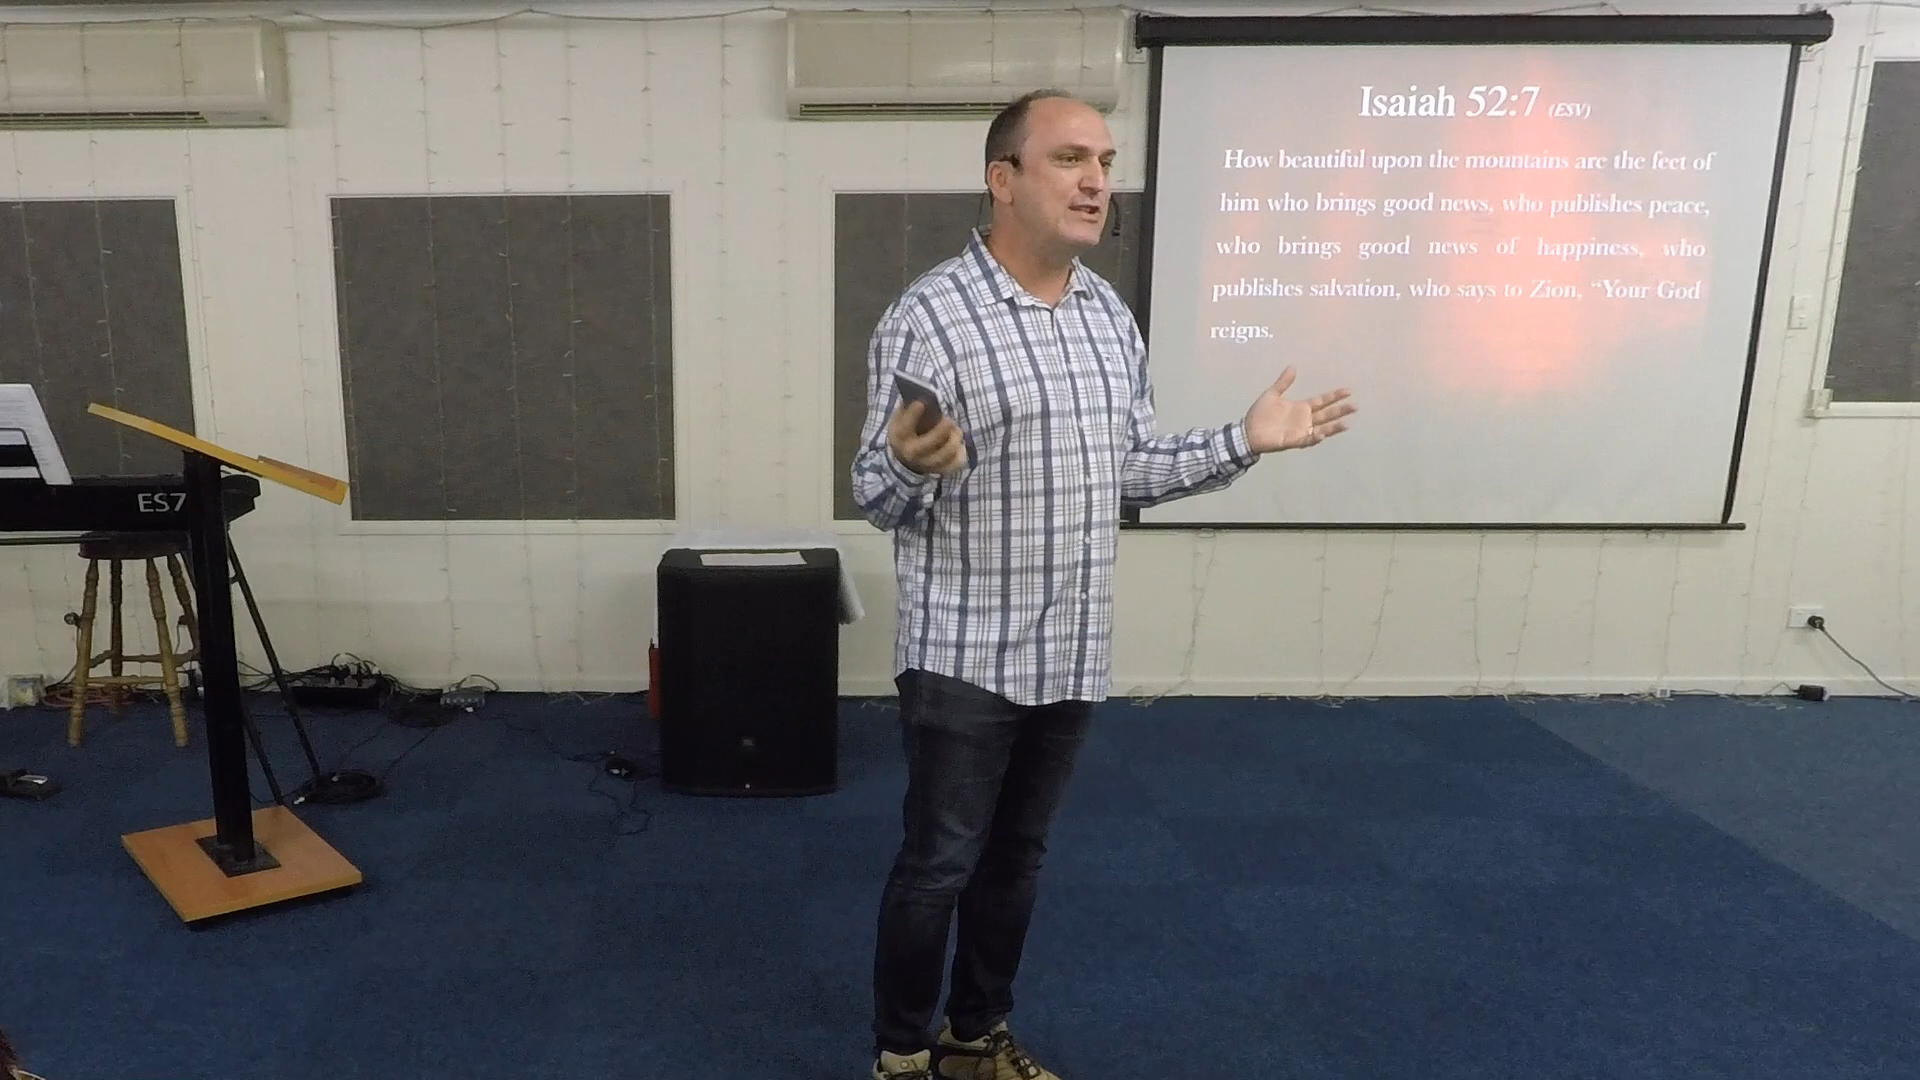 Isaiah 52:7 (ESV)
How beautiful upon the mountains are the feet of
him who brings good news, who publishes peace,
who brings good news of happiness, who
publishes salvation, who says to Zion, “Your God
reigns.
ES7